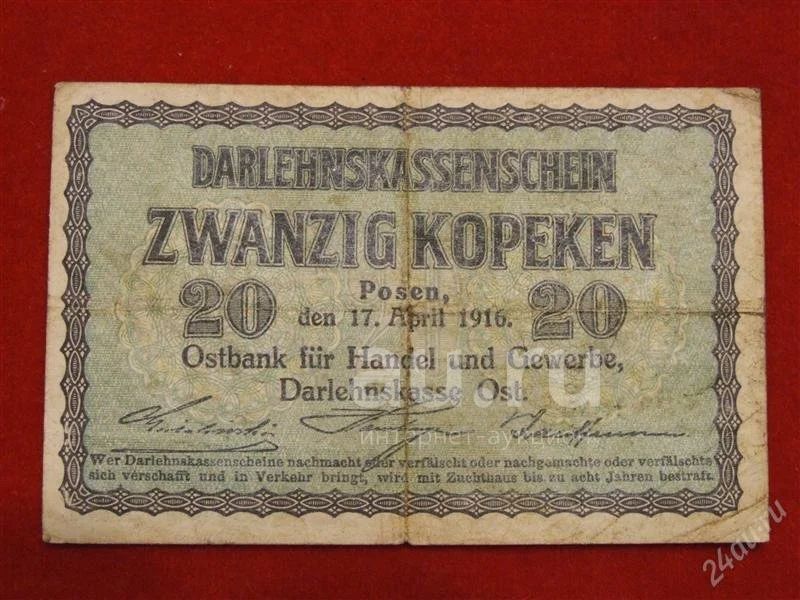 DARLEHNSKASSENSCHEIN
ZWANZIG KOPEKEN
20 Posen, 20
den 17. April 1916.
Ostbank für Handel und Gewerbe,
Darlehnskasse Ost.
интернет-аукцион
Wer Darlehnskassenscheine nachmacht oder verfälscht oder nachgemachte oder verfälschte
sich verschafft und in Verkehr bringt, wird mit Zuchthaus bis zu acht Jahren bestraft.
24au.ru